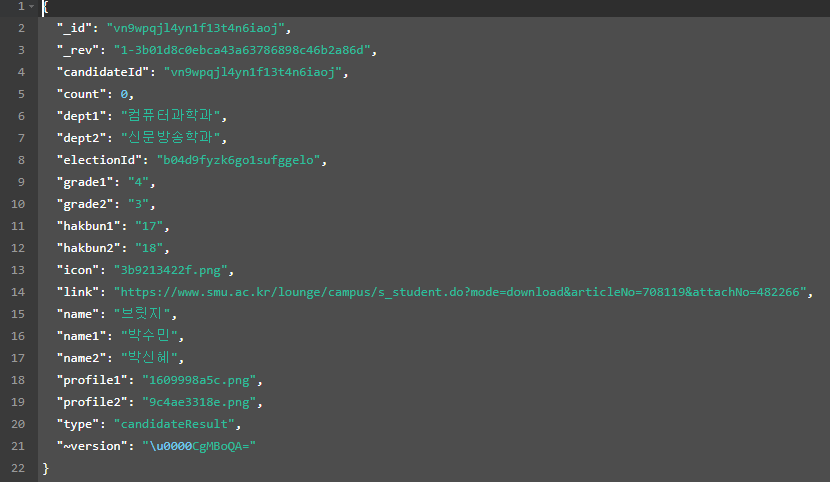 1 {
2 "_id": "vn9wpqjl4yn1f13t4n6iaoj",
3 "_rev": "1-3b01d8c0ebca43a63786898c46b2a86d",
4 "candidateId": "vn9wpqjl4yn1f13t4n6iaoj",
5 "count": 0,
6 "dept1": "컴퓨터과학과",
7 "dept2": "신문방송학과",
8 "electionId": "b04d9fyzk6go1sufggelo",
9 "grade1": "4",
10 "grade2": "3",
11 "hakbun1": "17",
12 "hakbun2": "18",
13 "icon": "3b9213422f.png",
14 "link": "https://www.smu.ac.kr/lounge/campus/s_student.do?mode=download&articleNo=708119&attachNo=482266",
15 "name": "브릿지",
16 "name1": "박수민",
17 "name2": "박신혜",
18 "profile1": "1609998a5c.png",
19 "profile2": "9c4ae3318e.png",
20 "type": "candidateResult",
21 "~version": "\u0000CgMBoQA="
22 }